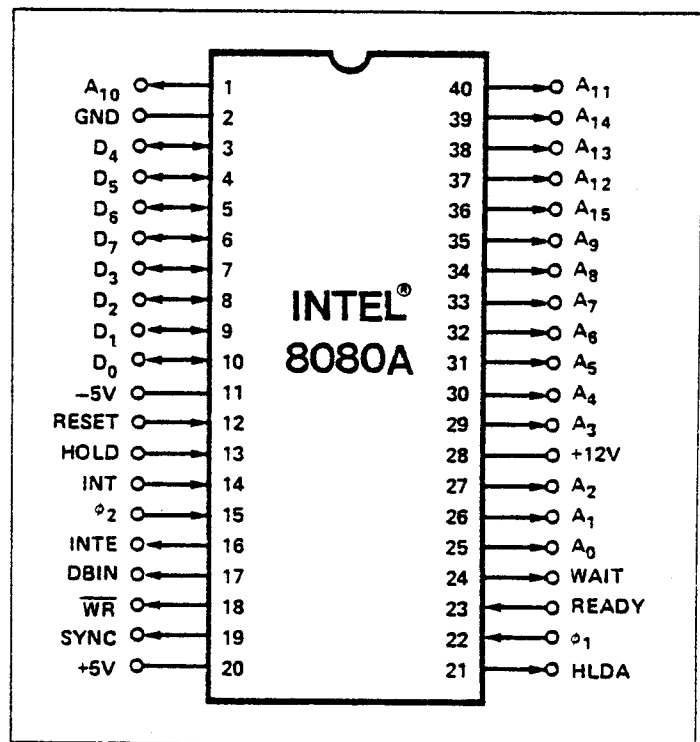 A₁₀ 1 40 A₁₁
GND 2 39 A₁₄
D₄ 3 38 A₁₃
D₅ 4 37 A₁₂
D₆ 5 36 A₁₅
D₇ 6 35 A₉
D₃ 7 34 A₈
D₂ 8 33 A₇
D₁ 9 32 A₆
D₀ 10 31 A₅
−5V 11 30 A₄
RESET 12 29 A₃
HOLD 13 28 +12V
INT 14 27 A₂
ϕ₂ 15 26 A₁
INTE 16 25 A₀
DBIN 17 24 WAIT
W̅R̅ 18 23 READY
SYNC 19 22 ϕ₁
+5V 20 21 HLDA
INTEL®
8080A